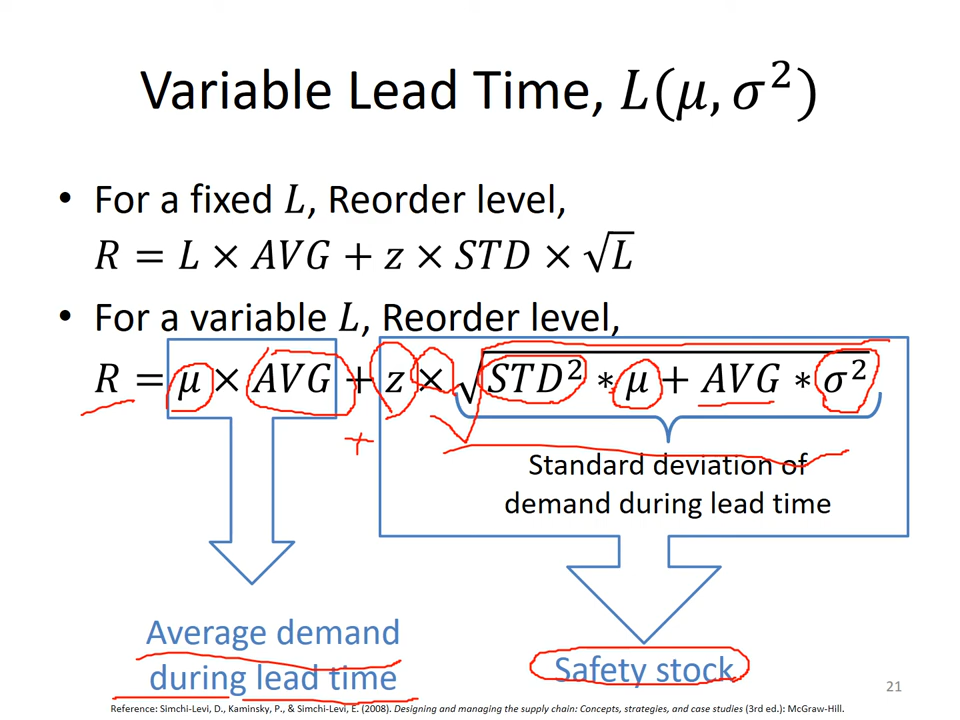 Variable Lead Time, L(μ, σ²)
• For a fixed L, Reorder level,
R = L × AVG + z × STD × √L
• For a variable L, Reorder level,
R = μ × AVG + z × √STD² ∗ μ + AVG ∗ σ²
+
Standard deviation of
demand during lead time
Average demand
during lead time
Safety stock
21
Reference: Simchi-Levi, D., Kaminsky, P., & Simchi-Levi, E. (2008). Designing and managing the supply chain: Concepts, strategies, and case studies (3rd ed.): McGraw-Hill.